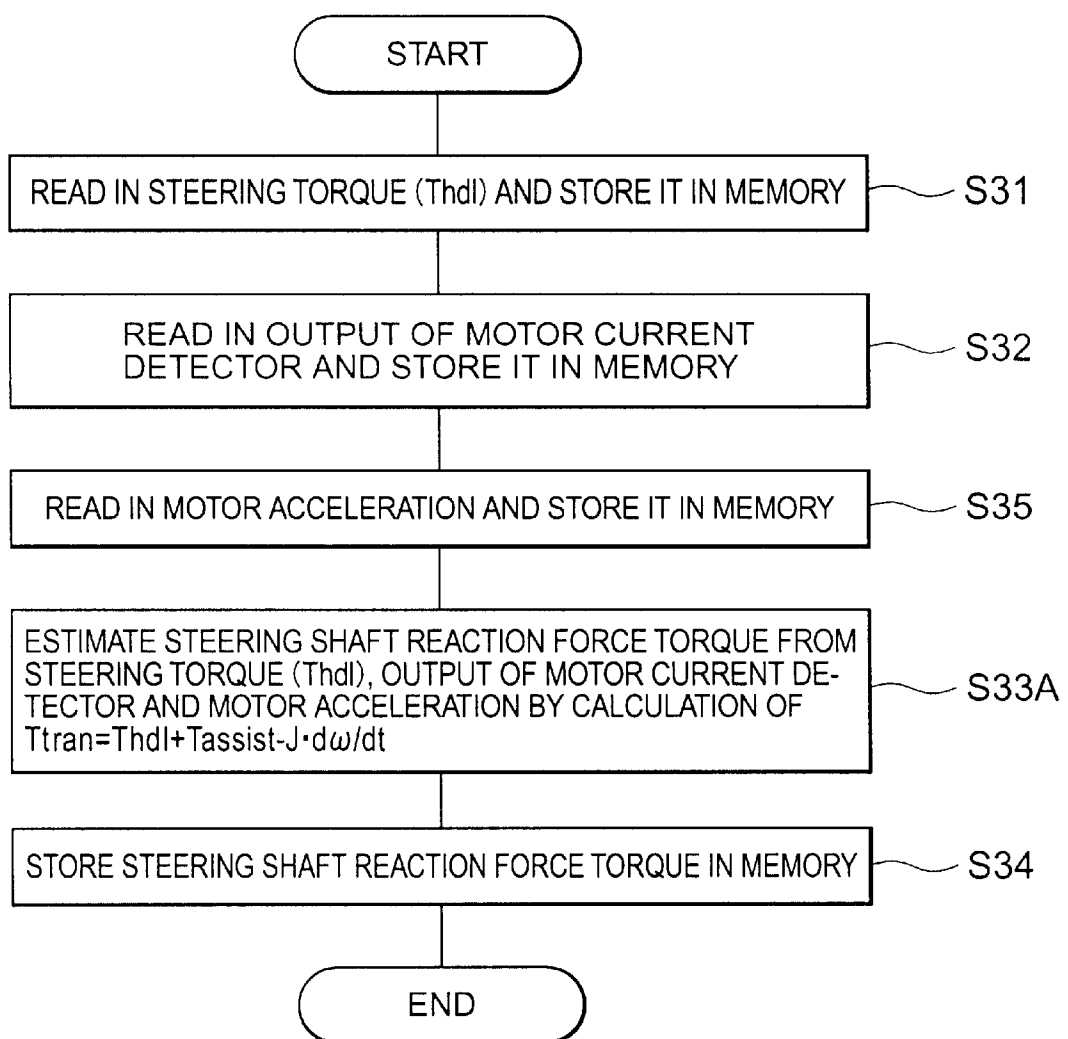 START
READ IN STEERING TORQUE (Thdl) AND STORE IT IN MEMORY
S31
READ IN OUTPUT OF MOTOR CURRENT
DETECTOR AND STORE IT IN MEMORY
S32
READ IN MOTOR ACCELERATION AND STORE IT IN MEMORY
S35
ESTIMATE STEERING SHAFT REACTION FORCE TORQUE FROM
STEERING TORQUE (Thdl), OUTPUT OF MOTOR CURRENT DE-
TECTOR AND MOTOR ACCELERATION BY CALCULATION OF
Ttran=Thdl+Tassist-J·dω/dt
S33A
STORE STEERING SHAFT REACTION FORCE TORQUE IN MEMORY
S34
END